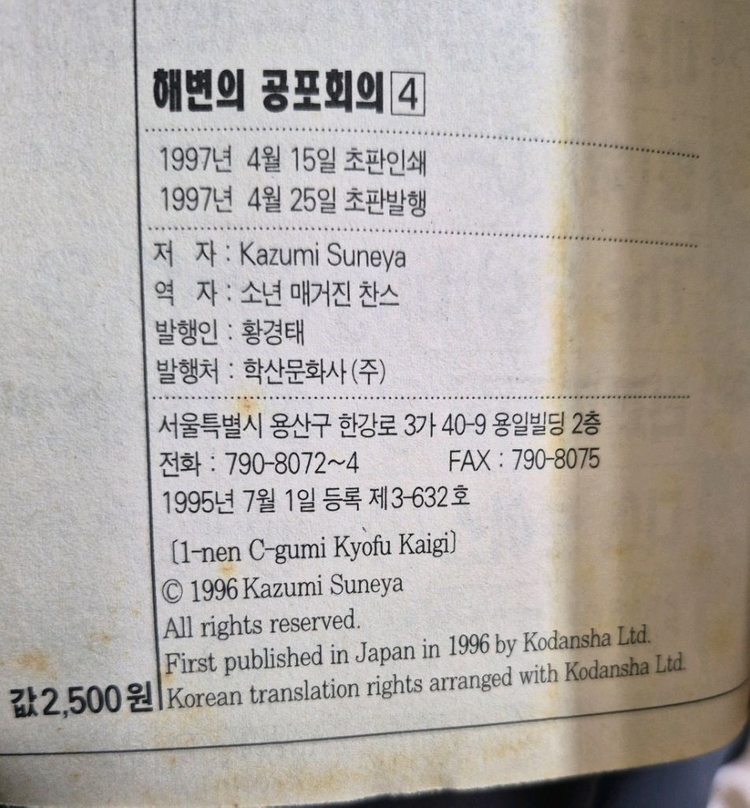 해변의 공포회의 4
1997년 4월 15일 초판인쇄
1997년 4월 25일 초판발행
저 자 : Kazumi Suneya
역 자 : 소년 매거진 찬스
발행인 : 황경태
발행처 : 학산문화사(주)
서울특별시 용산구 한강로 3가 40-9 용일빌딩 2층
전화 : 790-8072~4 FAX : 790-8075
1995년 7월 1일 등록 제3-632호
〔1-nen C-gumi Kyofu Kaigi〕
© 1996 Kazumi Suneya
All rights reserved.
First published in Japan in 1996 by Kodansha Ltd.
Korean translation rights arranged with Kodansha Ltd.
값 2,500원